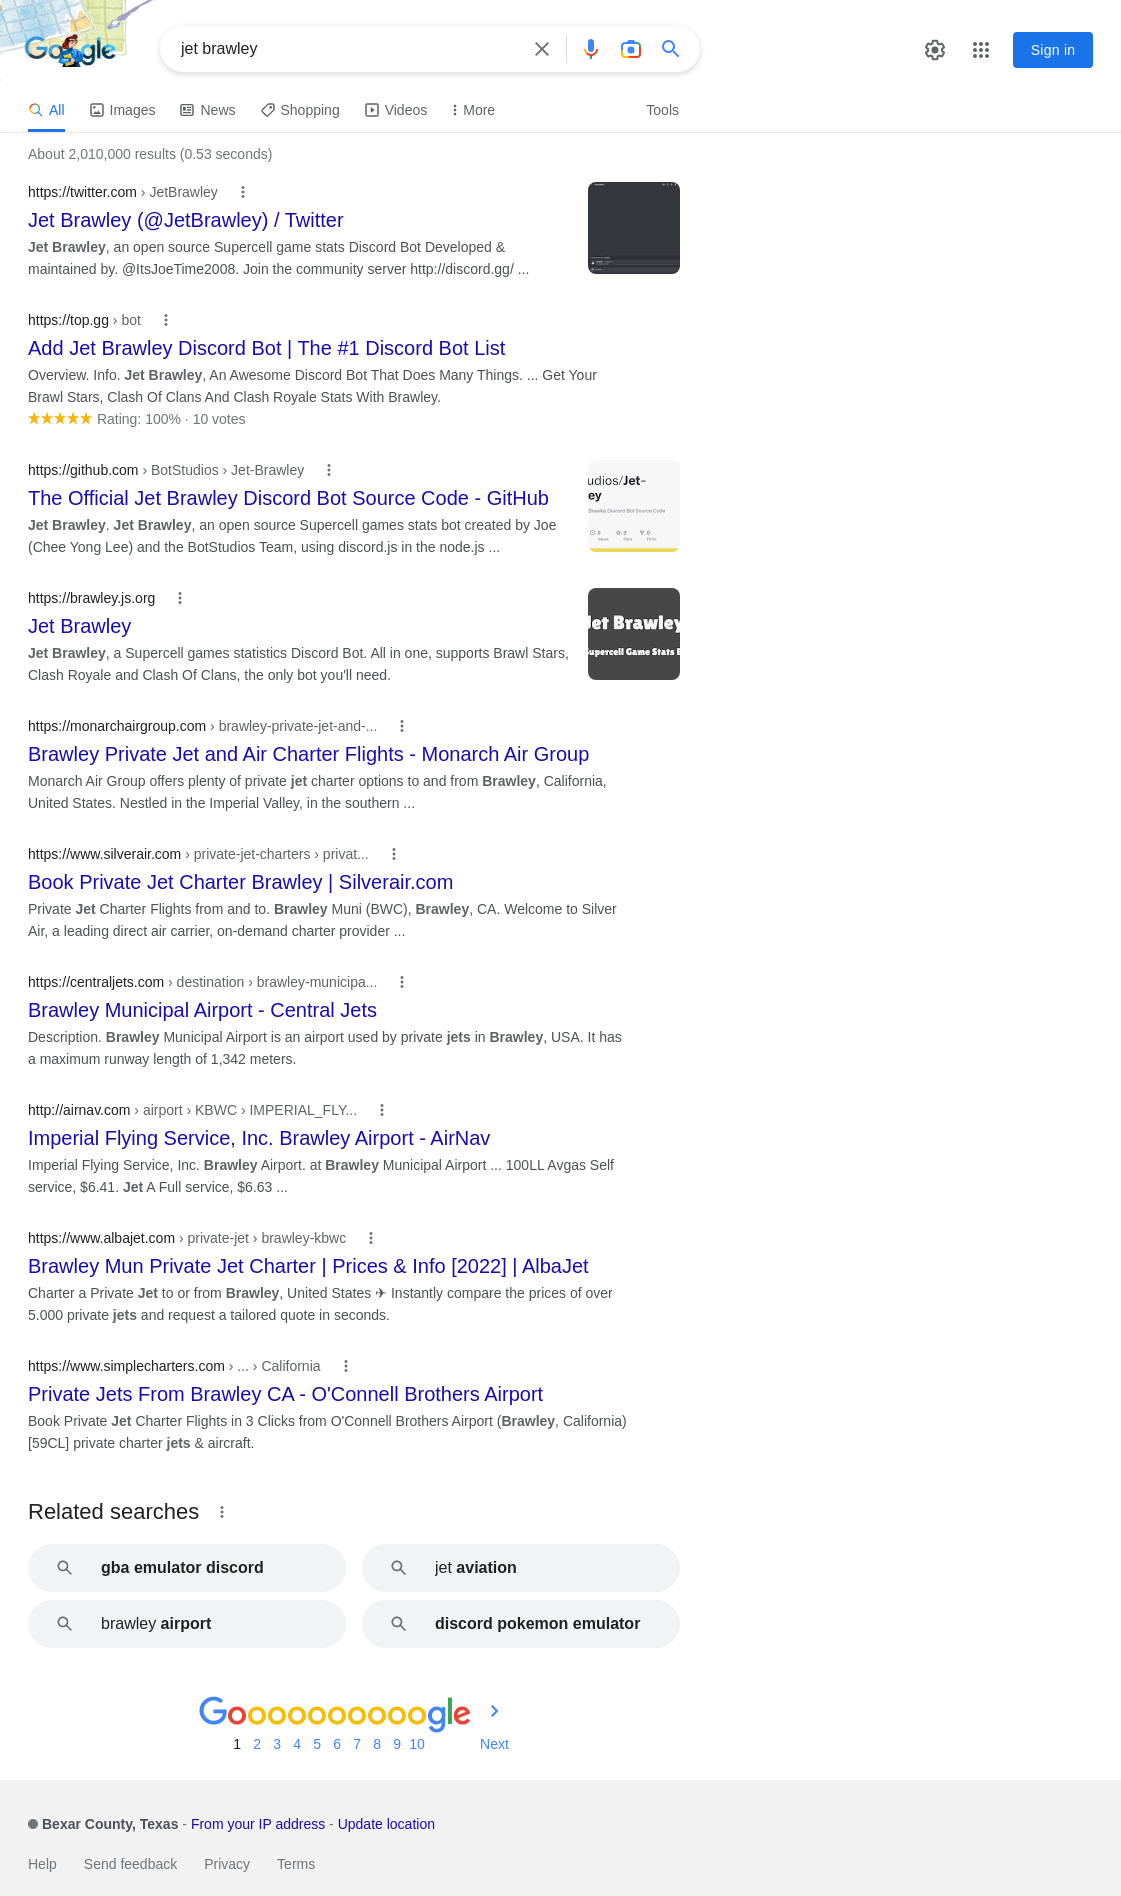 Google
jet brawley
Sign in
All
Images
News
Shopping
Videos
More
Tools
About 2,010,000 results (0.53 seconds)
https://twitter.com › JetBrawley
Jet Brawley (@JetBrawley) / Twitter
Jet Brawley, an open source Supercell game stats Discord Bot Developed &
maintained by. @ItsJoeTime2008. Join the community server http://discord.gg/ ...
https://top.gg › bot
Add Jet Brawley Discord Bot | The #1 Discord Bot List
Overview. Info. Jet Brawley, An Awesome Discord Bot That Does Many Things. ... Get Your
Brawl Stars, Clash Of Clans And Clash Royale Stats With Brawley.
Rating: 100% · 10 votes
https://github.com › BotStudios › Jet-Brawley
The Official Jet Brawley Discord Bot Source Code - GitHub
Jet Brawley. Jet Brawley, an open source Supercell games stats bot created by Joe
(Chee Yong Lee) and the BotStudios Team, using discord.js in the node.js ...
udios/Jet-
ey
Brawley Discord Bot Source Code
https://brawley.js.org
Jet Brawley
Jet Brawley, a Supercell games statistics Discord Bot. All in one, supports Brawl Stars,
Clash Royale and Clash Of Clans, the only bot you'll need.
Jet Brawley
Supercell Game Stats B
https://monarchairgroup.com › brawley-private-jet-and-...
Brawley Private Jet and Air Charter Flights - Monarch Air Group
Monarch Air Group offers plenty of private jet charter options to and from Brawley, California,
United States. Nestled in the Imperial Valley, in the southern ...
https://www.silverair.com › private-jet-charters › privat...
Book Private Jet Charter Brawley | Silverair.com
Private Jet Charter Flights from and to. Brawley Muni (BWC), Brawley, CA. Welcome to Silver
Air, a leading direct air carrier, on-demand charter provider ...
https://centraljets.com › destination › brawley-municipa...
Brawley Municipal Airport - Central Jets
Description. Brawley Municipal Airport is an airport used by private jets in Brawley, USA. It has
a maximum runway length of 1,342 meters.
http://airnav.com › airport › KBWC › IMPERIAL_FLY...
Imperial Flying Service, Inc. Brawley Airport - AirNav
Imperial Flying Service, Inc. Brawley Airport. at Brawley Municipal Airport ... 100LL Avgas Self
service, $6.41. Jet A Full service, $6.63 ...
https://www.albajet.com › private-jet › brawley-kbwc
Brawley Mun Private Jet Charter | Prices & Info [2022] | AlbaJet
Charter a Private Jet to or from Brawley, United States ✈ Instantly compare the prices of over
5.000 private jets and request a tailored quote in seconds.
https://www.simplecharters.com › ... › California
Private Jets From Brawley CA - O'Connell Brothers Airport
Book Private Jet Charter Flights in 3 Clicks from O'Connell Brothers Airport (Brawley, California)
[59CL] private charter jets & aircraft.
Related searches
gba emulator discord
jet aviation
brawley airport
discord pokemon emulator
Goooooooooogle
1 2 3 4 5 6 7 8 9 10 Next
Bexar County, Texas - From your IP address - Update location
Help Send feedback Privacy Terms